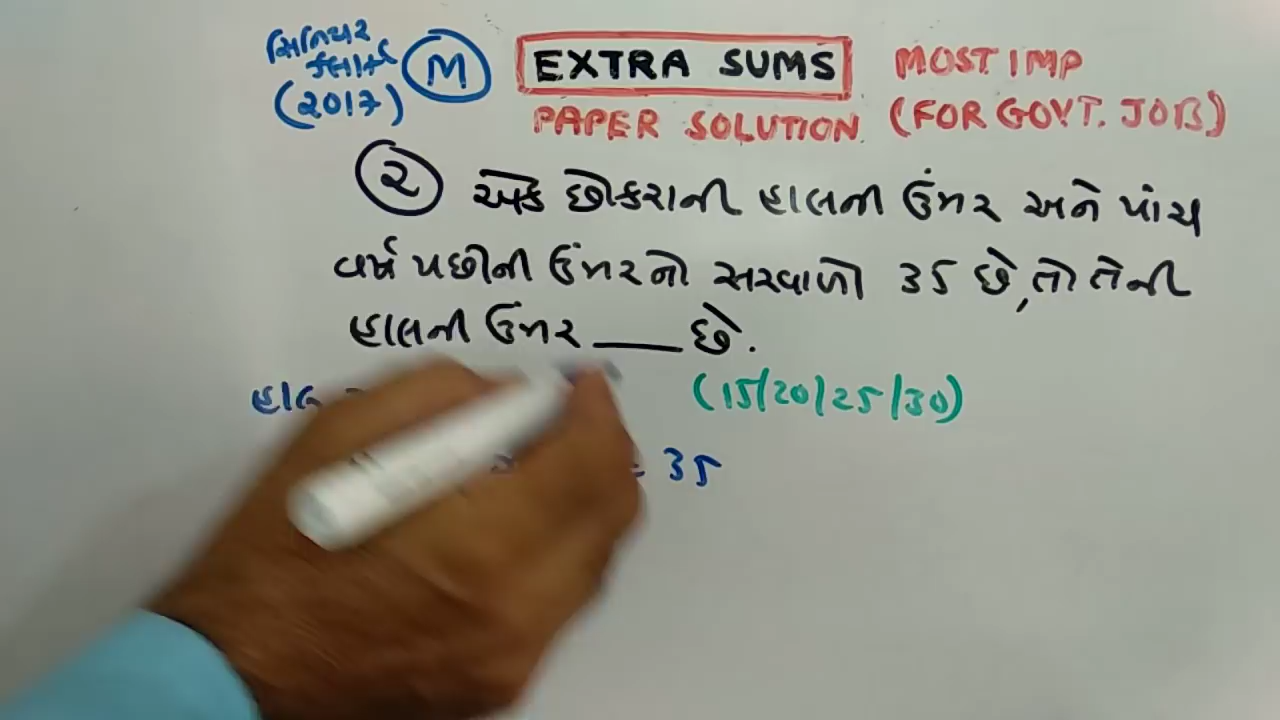 સિનિયર
ક્લાર્ક
(2017)
M
EXTRA SUMS
PAPER SOLUTION
MOST IMP
(FOR GOVT. JOB)
૨ એક છોકરાની હાલની ઉંમર અને પાંચ
વર્ષ પછીની ઉંમરનો સરવાળો 35 છે, તો તેની
હાલની ઉંમર ____ છે.
(15/20/25/30)
હાલ
= 35